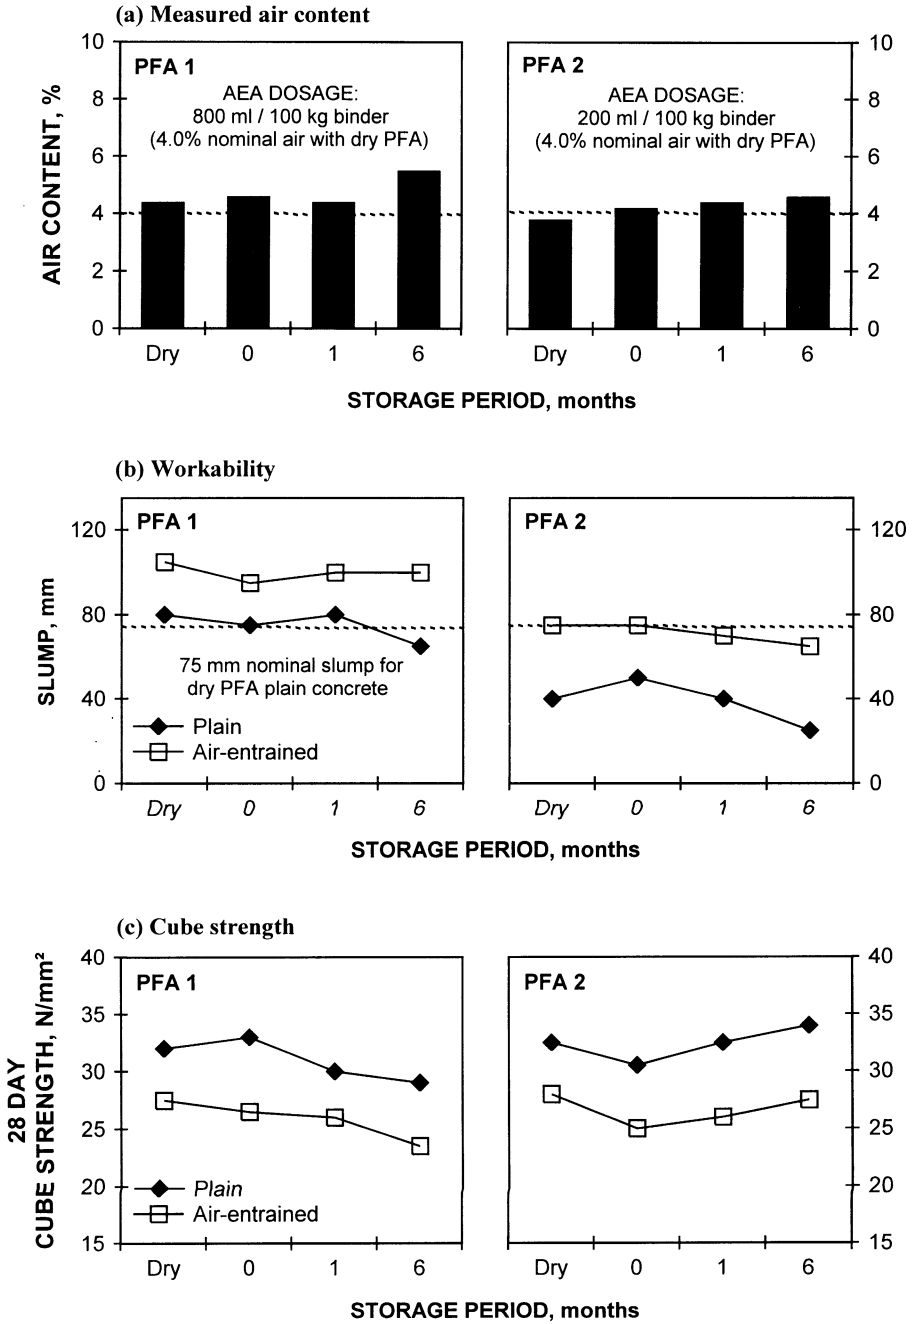 (a) Measured air content
PFA 1
AEA DOSAGE:
800 ml / 100 kg binder
(4.0% nominal air with dry PFA)
AIR CONTENT, %
10
8
6
4
2
0
Dry 0 1 6
PFA 2
AEA DOSAGE:
200 ml / 100 kg binder
(4.0% nominal air with dry PFA)
10
8
6
4
2
0
Dry 0 1 6
STORAGE PERIOD, months
(b) Workability
PFA 1
SLUMP, mm
120
80
40
0
75 mm nominal slump for
dry PFA plain concrete
Plain
Air-entrained
Dry 0 1 6
PFA 2
120
80
40
0
Dry 0 1 6
STORAGE PERIOD, months
(c) Cube strength
PFA 1
28 DAY
CUBE STRENGTH, N/mm²
40
35
30
25
20
15
Plain
Air-entrained
Dry 0 1 6
PFA 2
40
35
30
25
20
15
Dry 0 1 6
STORAGE PERIOD, months